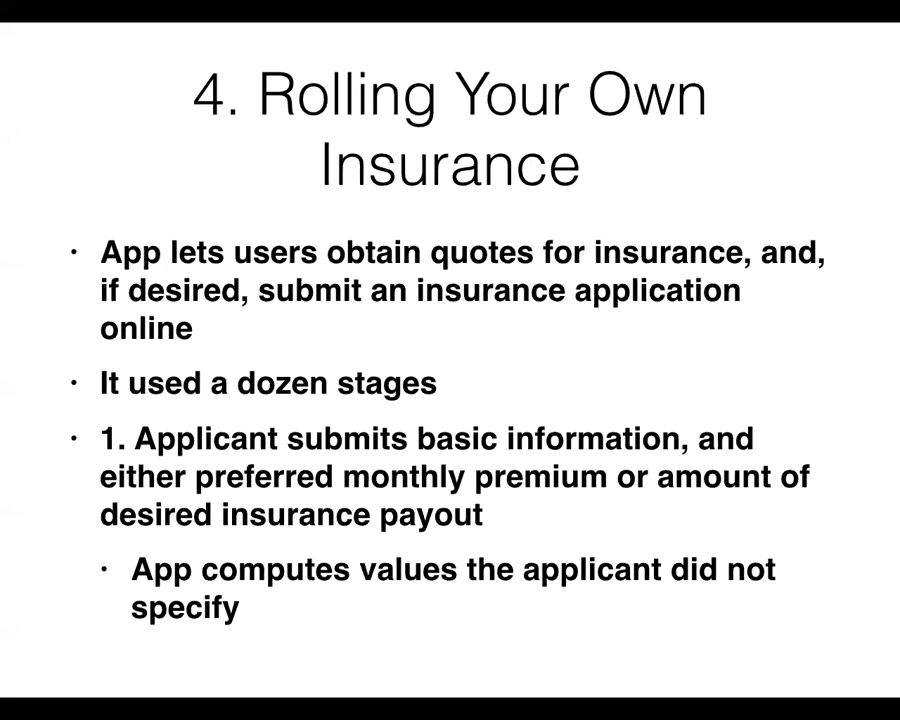 4. Rolling Your Own
Insurance
• App lets users obtain quotes for insurance, and,
if desired, submit an insurance application
online
• It used a dozen stages
• 1. Applicant submits basic information, and
either preferred monthly premium or amount of
desired insurance payout
• App computes values the applicant did not
specify